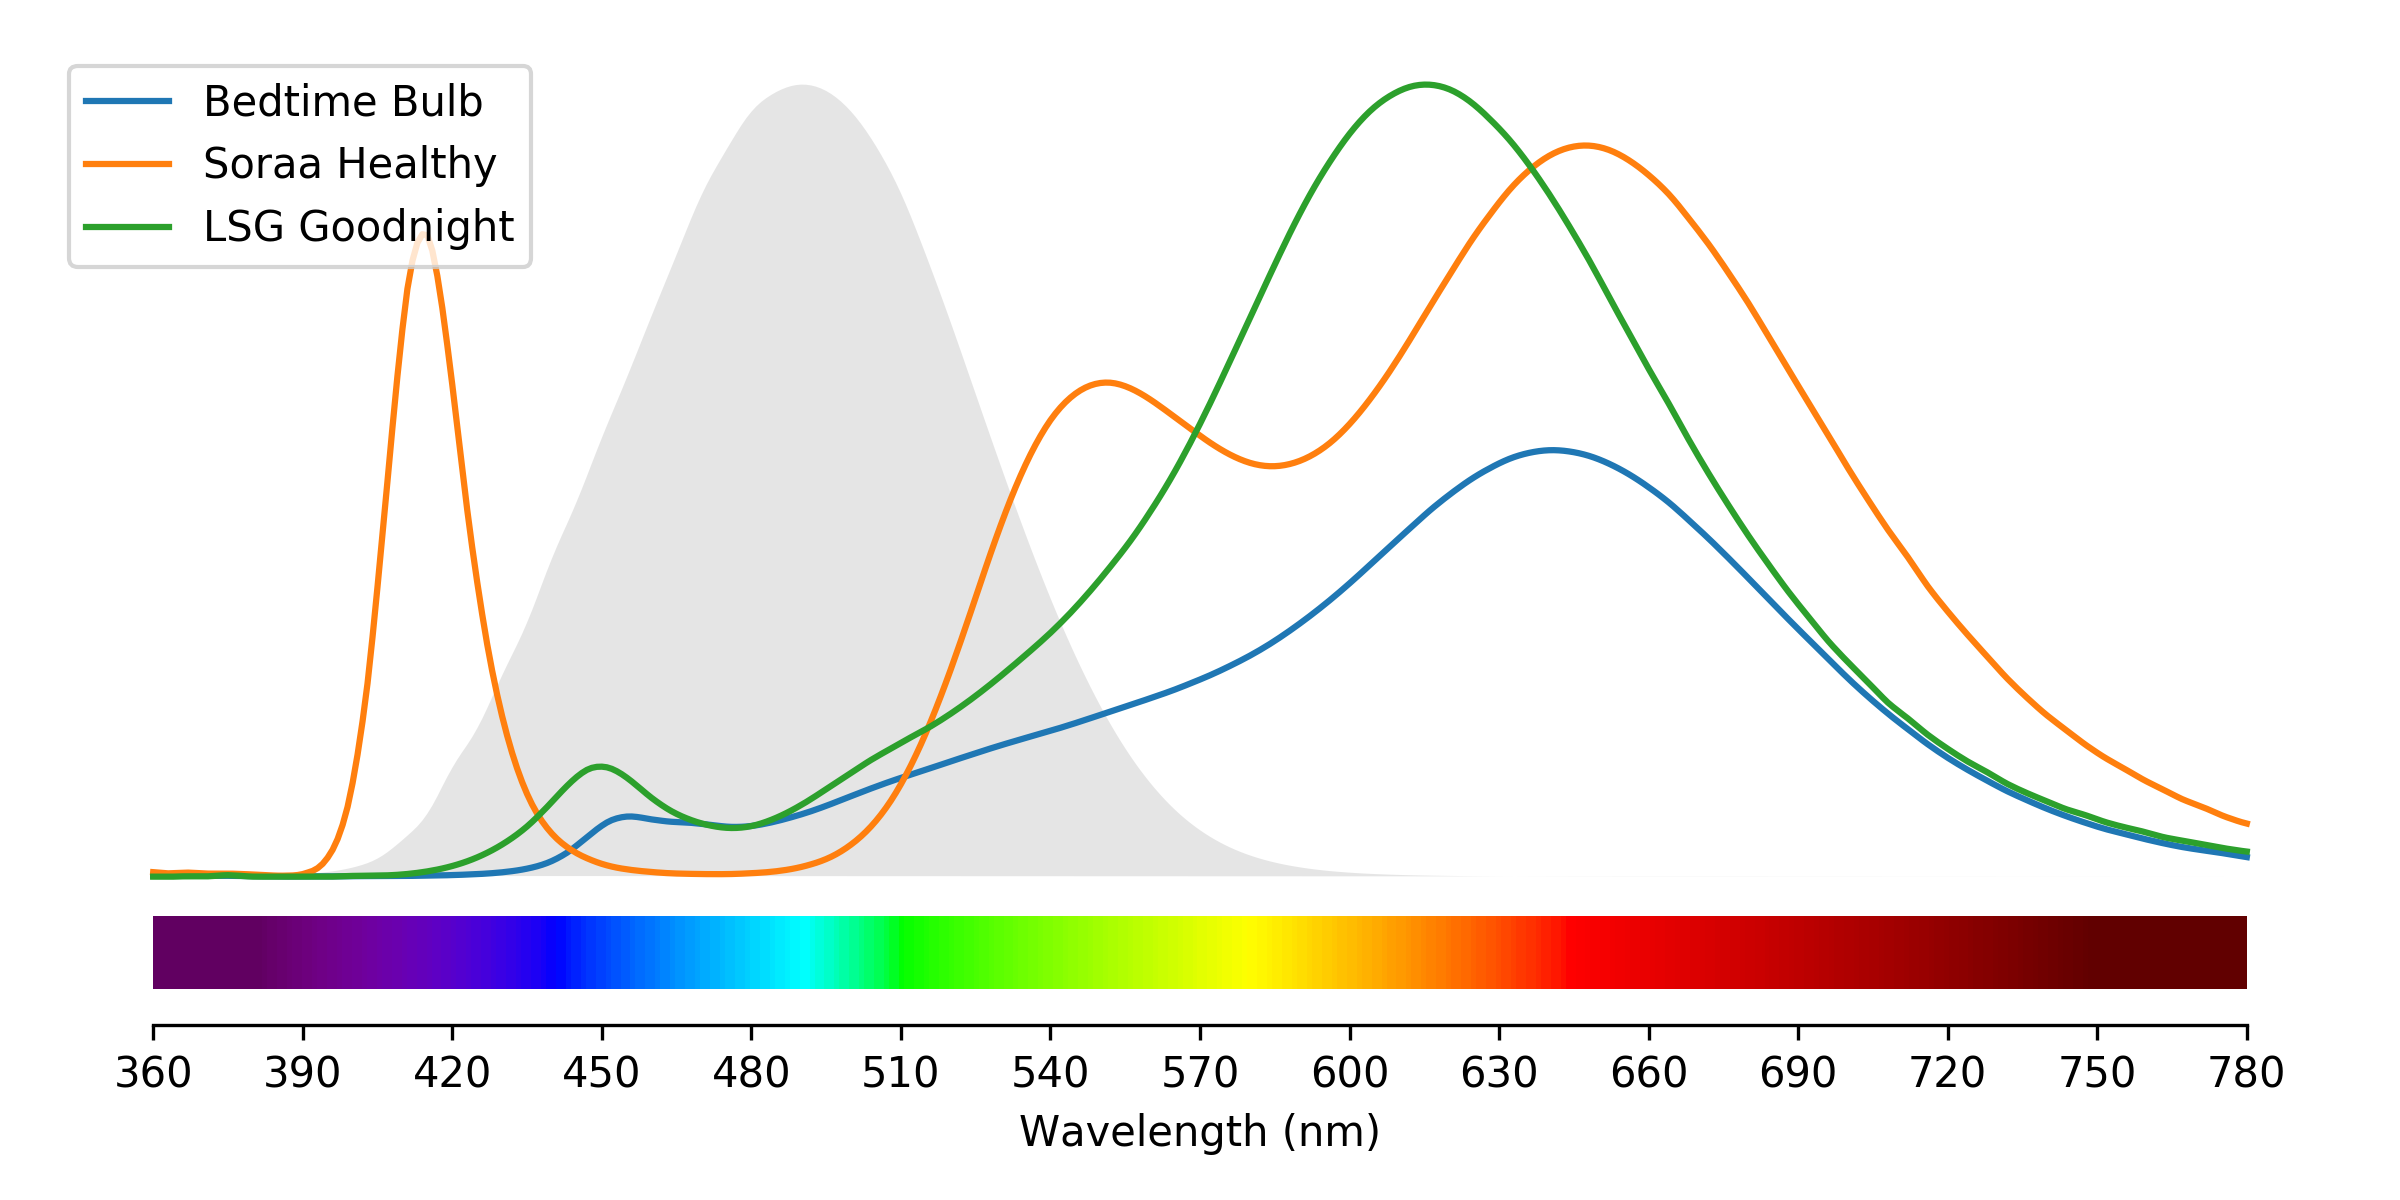 Bedtime Bulb
Soraa Healthy
LSG Goodnight
360 390 420 450 480 510 540 570 600 630 660 690 720 750 780
Wavelength (nm)